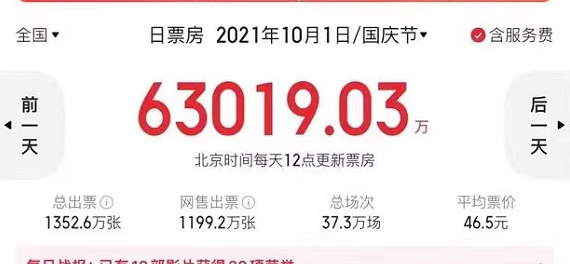 全国 日票房 2021年10月1日/国庆节 含服务费
前一天
63019.03万
后一天
北京时间每天12点更新票房
总出票 网售出票 总场次 平均票价
1352.6万张 1199.2万张 37.3万场 46.5元